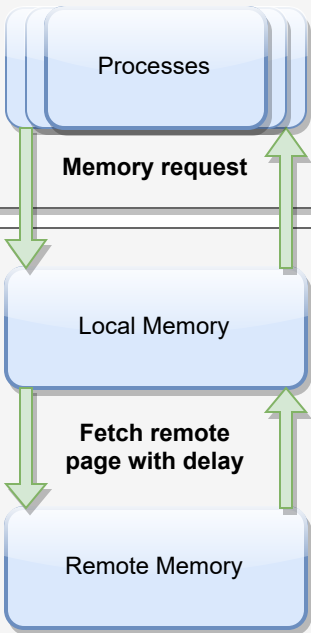 Processes
Memory request
Local Memory
Fetch remote
page with delay
Remote Memory